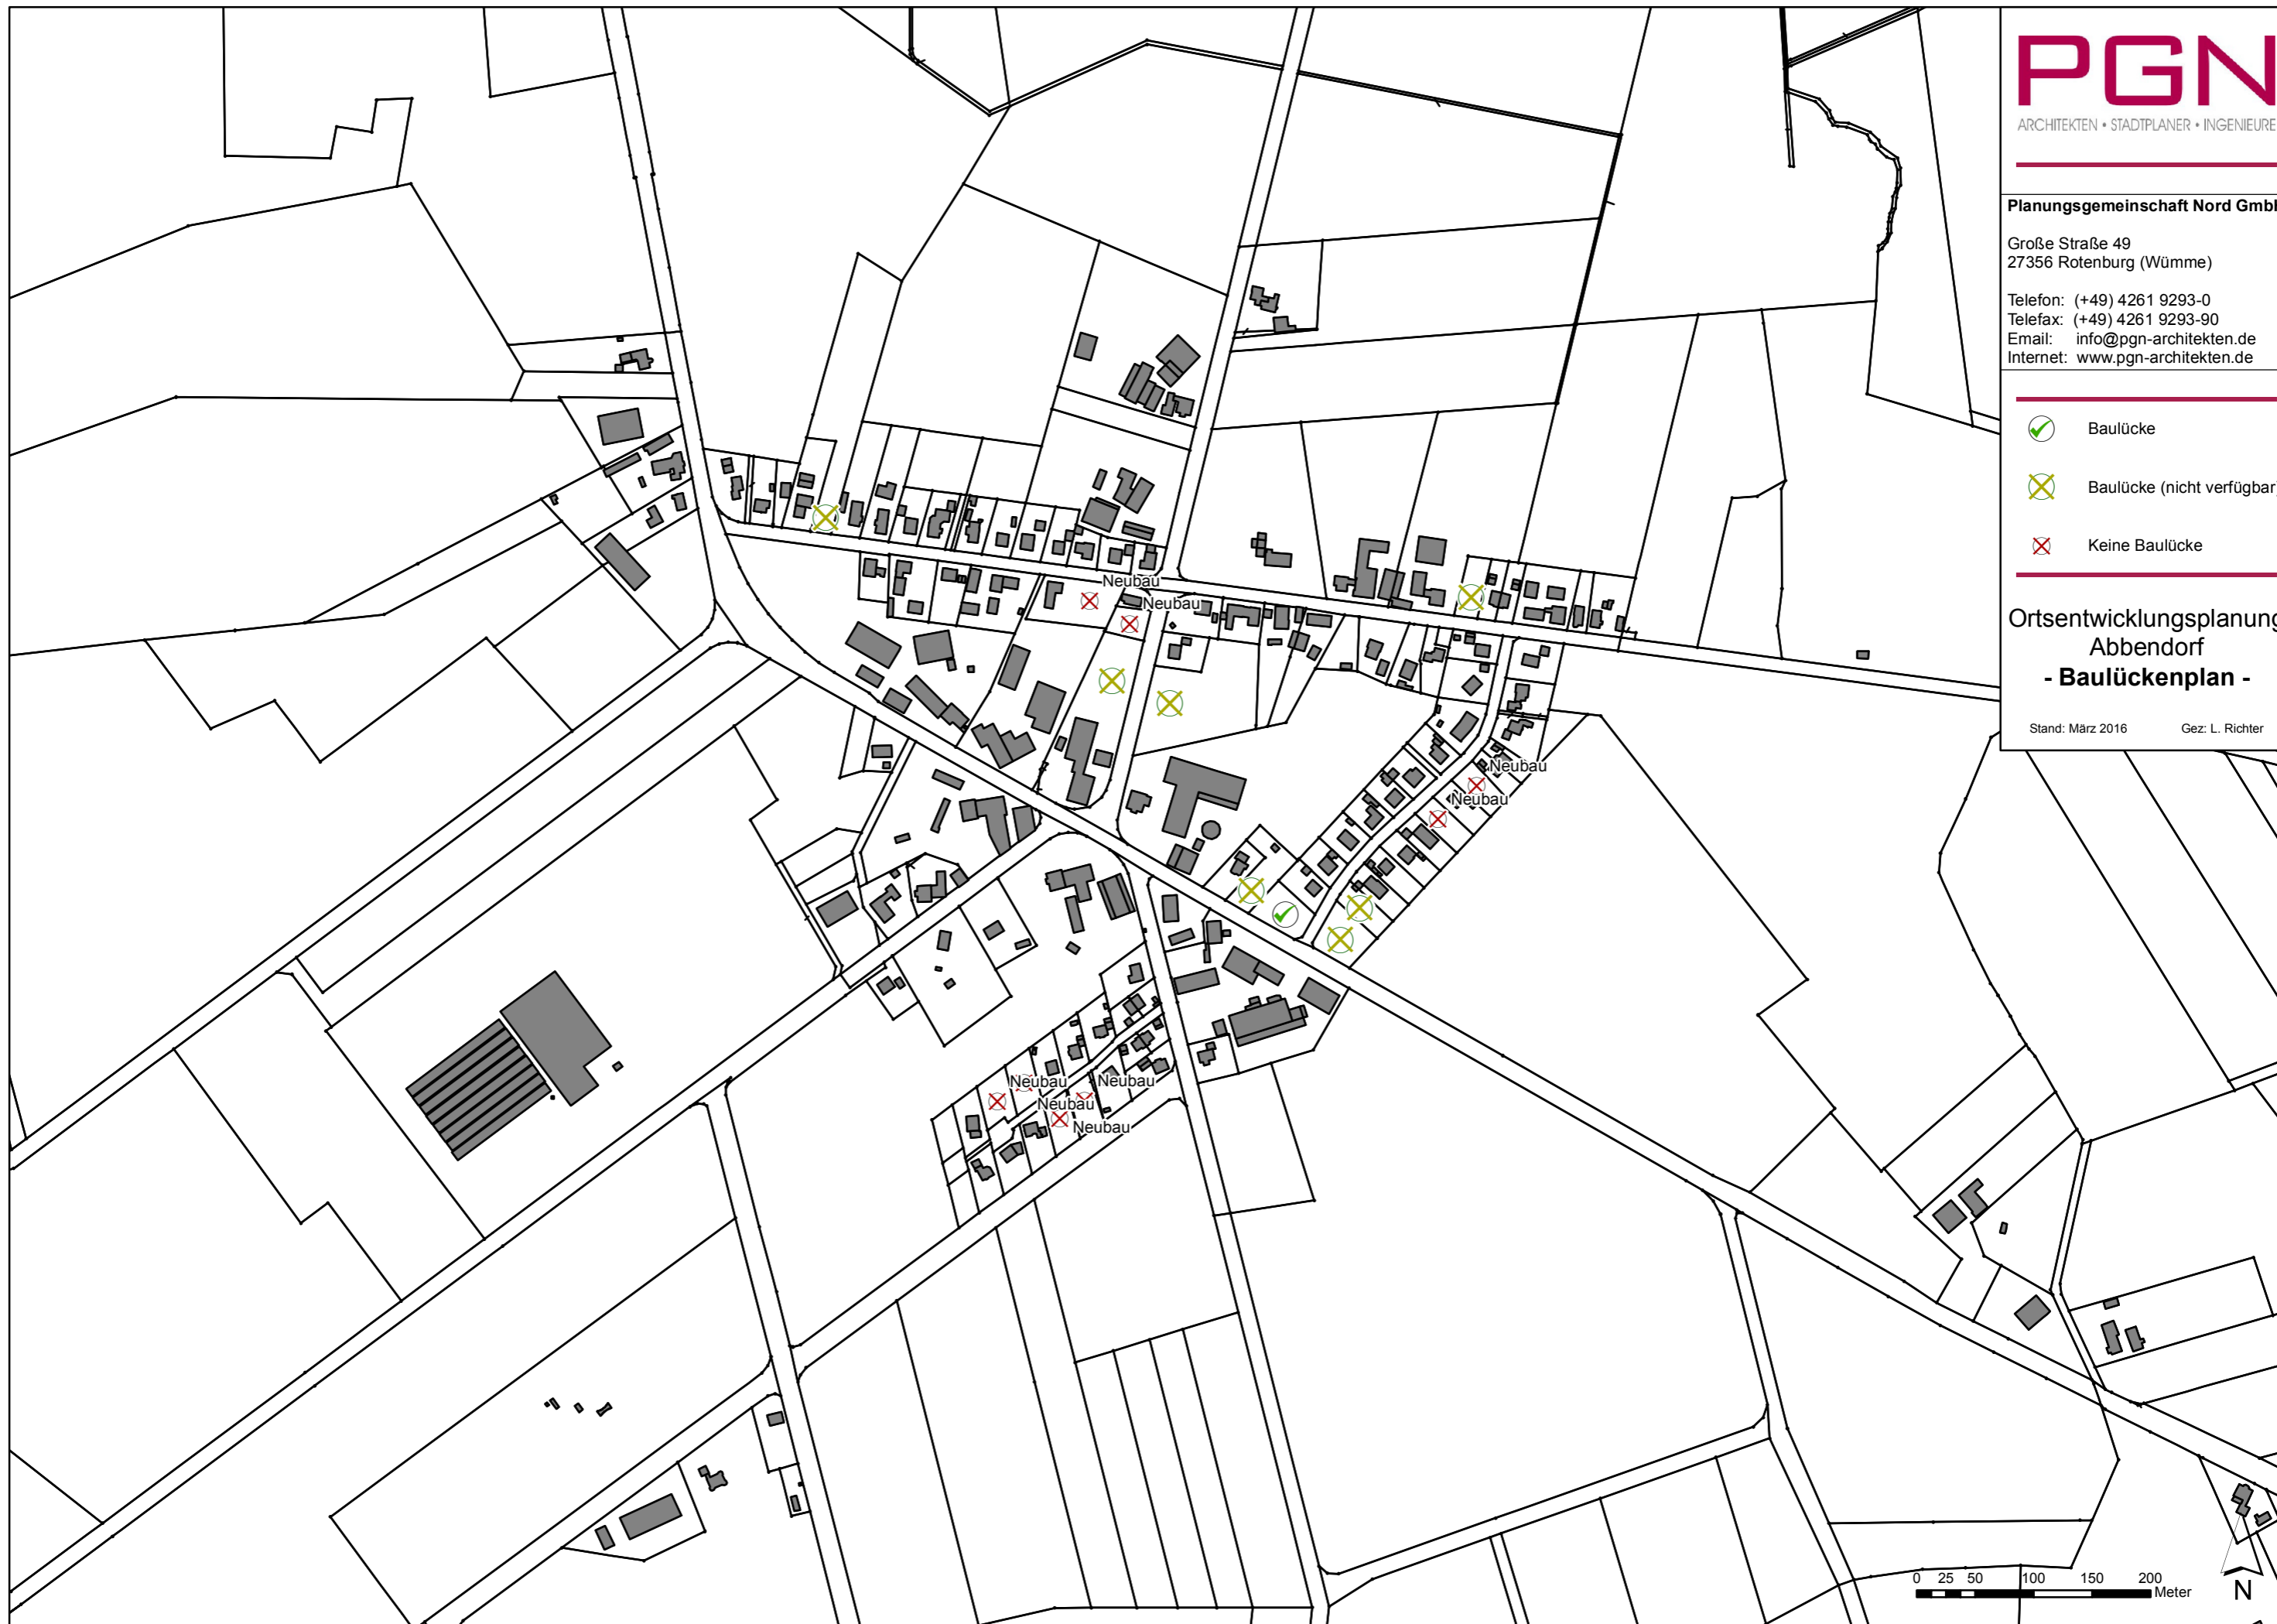 PGN
ARCHITEKTEN • STADTPLANER • INGENIEURE
Planungsgemeinschaft Nord GmbH
Große Straße 49
27356 Rotenburg (Wümme)
Telefon: (+49) 4261 9293-0
Telefax: (+49) 4261 9293-90
Email: info@pgn-architekten.de
Internet: www.pgn-architekten.de
Baulücke
Baulücke (nicht verfügbar)
Keine Baulücke
Ortsentwicklungsplanung
Abbendorf
- Baulückenplan -
Stand: März 2016 Gez: L. Richter
Neubau
Neubau
Neubau
Neubau
Neubau
Neubau
Neubau
Neubau
0 25 50 100 150 200
Meter
N